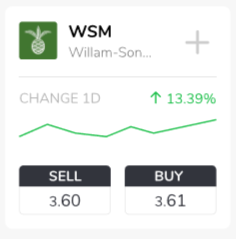 WSM
Willam-Son...
CHANGE 1D ↑ 13.39%
SELL BUY
3.60 3.61